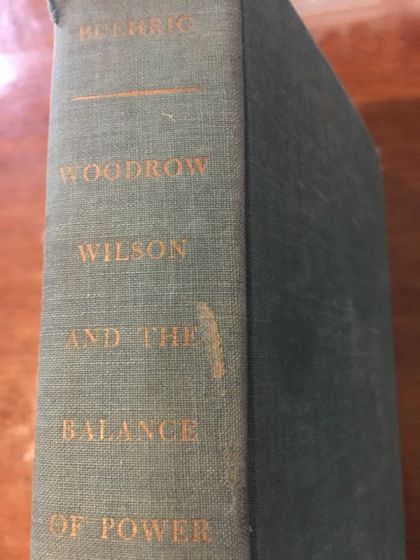 BUEHRIG
WOODROW
WILSON
AND THE
BALANCE
OF POWER